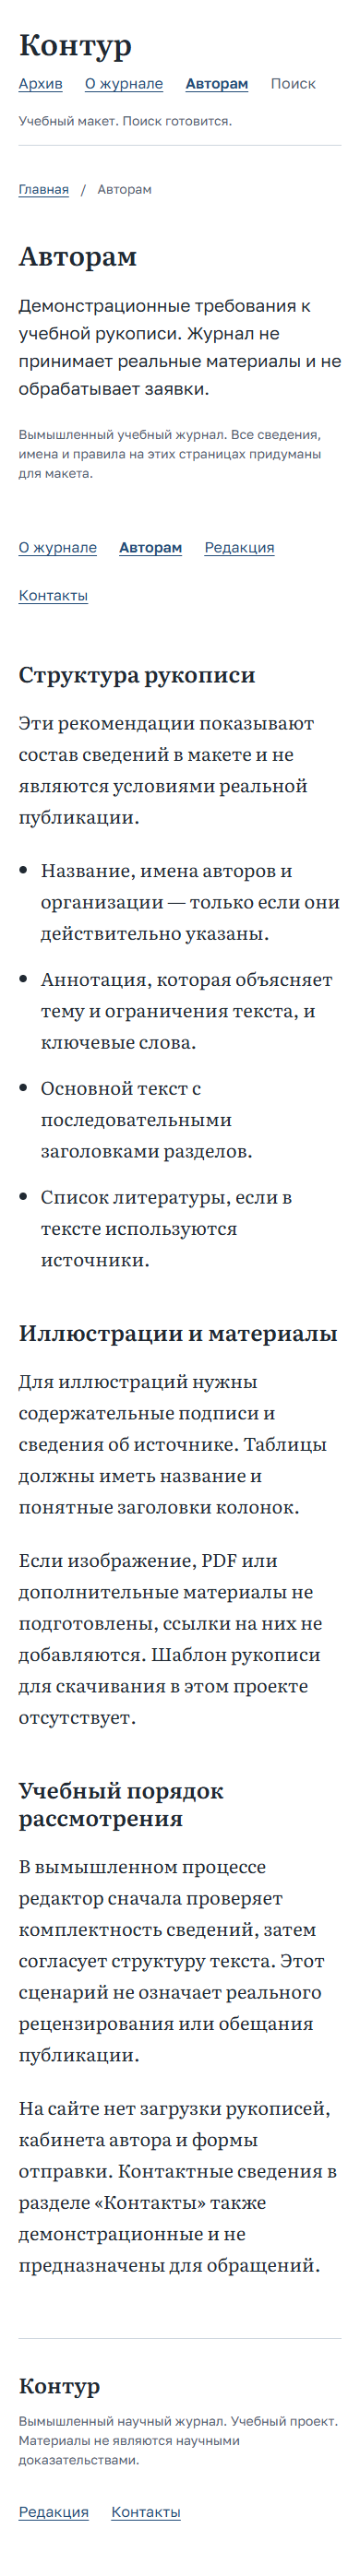 Контур
Архив О журнале Авторам Поиск
Учебный макет. Поиск готовится.
Главная / Авторам
Авторам
Демонстрационные требования к
учебной рукописи. Журнал не
принимает реальные материалы и не
обрабатывает заявки.
Вымышленный учебный журнал. Все сведения,
имена и правила на этих страницах придуманы
для макета.
О журнале Авторам Редакция
Контакты
Структура рукописи
Эти рекомендации показывают
состав сведений в макете и не
являются условиями реальной
публикации.
• Название, имена авторов и
организации — только если они
действительно указаны.
• Аннотация, которая объясняет
тему и ограничения текста, и
ключевые слова.
• Основной текст с
последовательными
заголовками разделов.
• Список литературы, если в
тексте используются
источники.
Иллюстрации и материалы
Для иллюстраций нужны
содержательные подписи и
сведения об источнике. Таблицы
должны иметь название и
понятные заголовки колонок.
Если изображение, PDF или
дополнительные материалы не
подготовлены, ссылки на них не
добавляются. Шаблон рукописи
для скачивания в этом проекте
отсутствует.
Учебный порядок
рассмотрения
В вымышленном процессе
редактор сначала проверяет
комплектность сведений, затем
согласует структуру текста. Этот
сценарий не означает реального
рецензирования или обещания
публикации.
На сайте нет загрузки рукописей,
кабинета автора и формы
отправки. Контактные сведения в
разделе «Контакты» также
демонстрационные и не
предназначены для обращений.
Контур
Вымышленный научный журнал. Учебный проект.
Материалы не являются научными
доказательствами.
Редакция Контакты